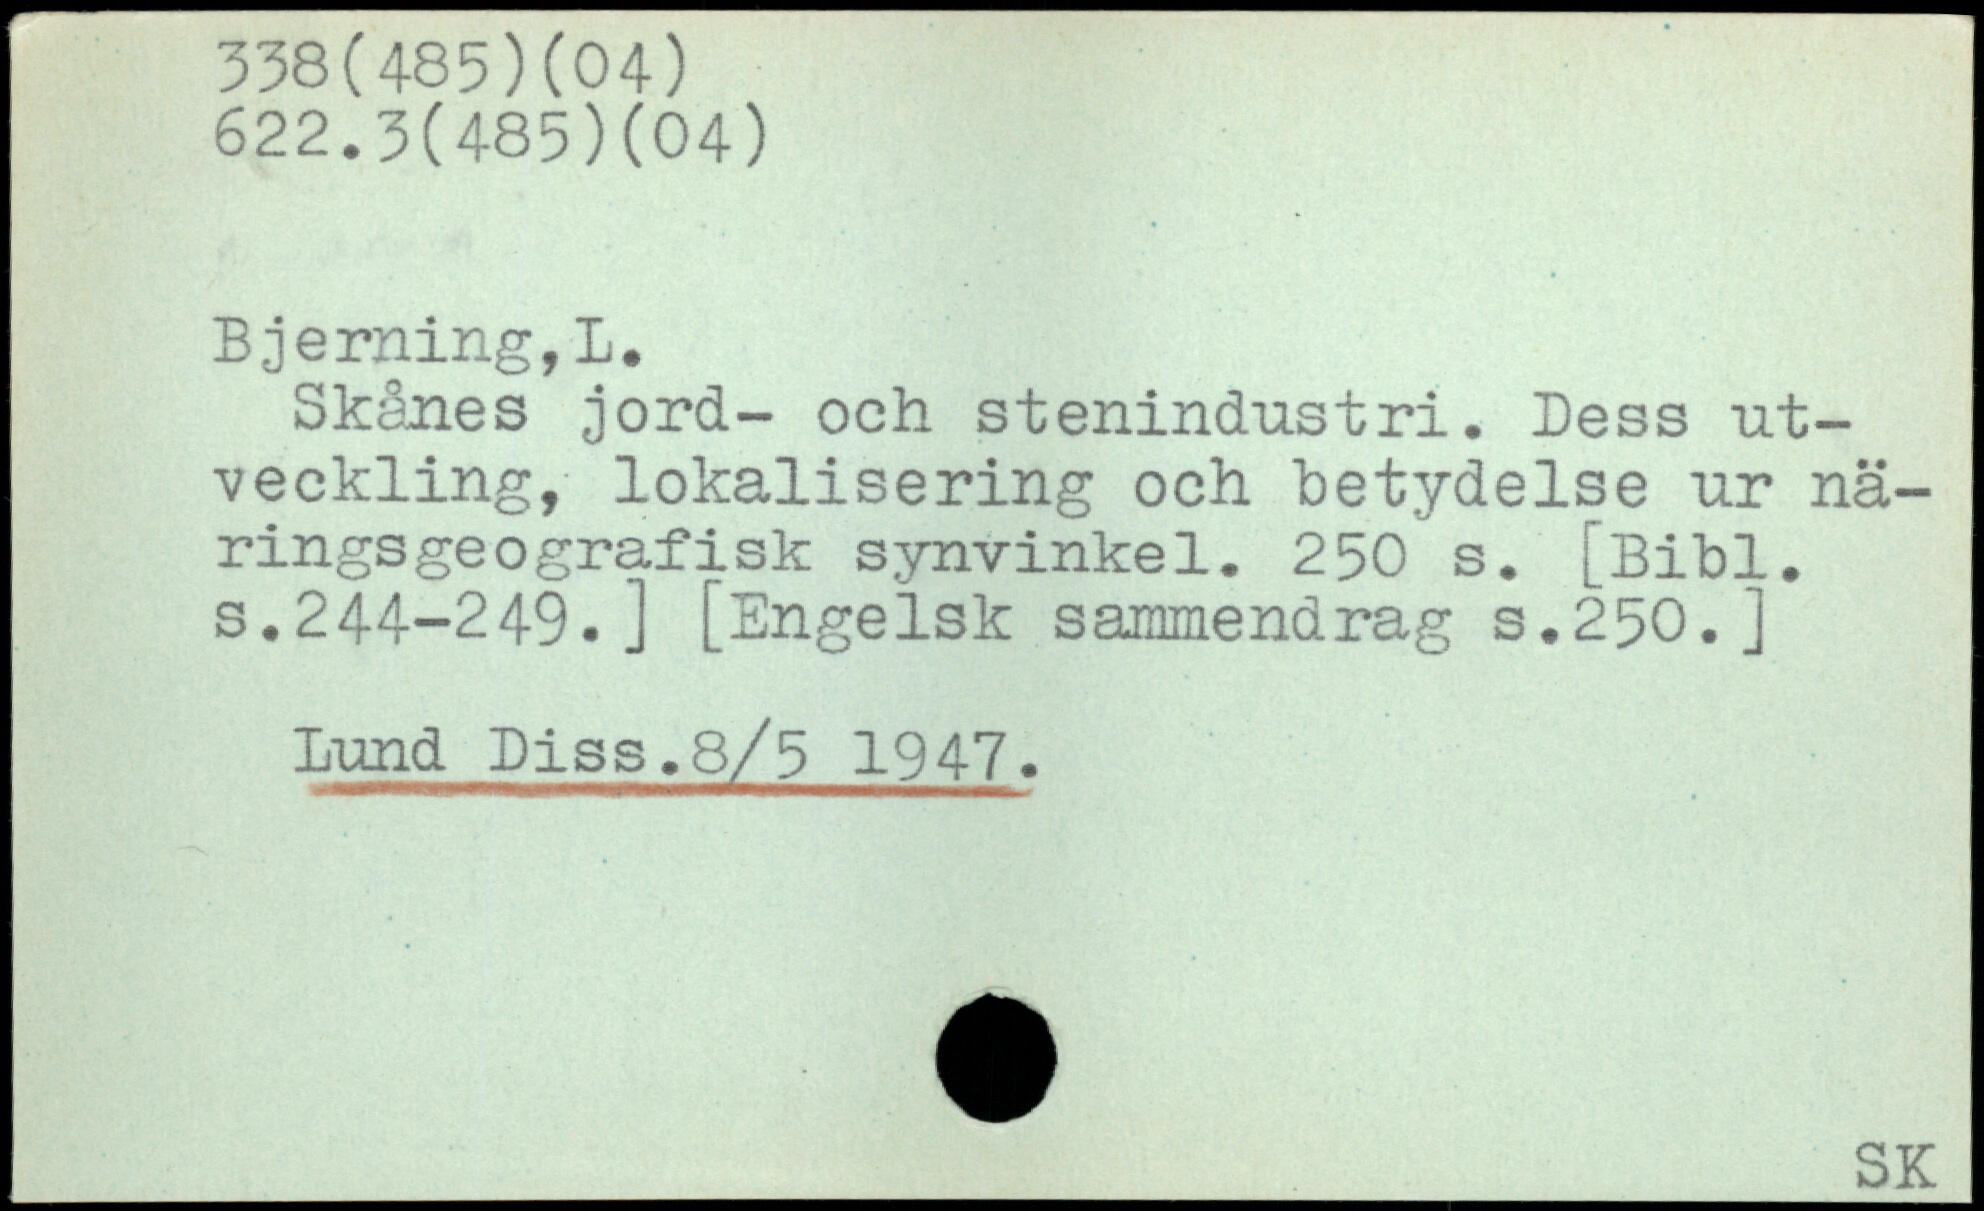 338(485)(04)
622.3(485)(04)
Bjerning,L.
Skånes jord- och stenindustri. Dess ut-
veckling, lokalisering och betydelse ur nä-
ringsgeografisk synvinkel. 250 s. [Bibl.
s.244-249.] [Engelsk sammendrag s.250.]
Lund Diss.8/5 1947.
SK